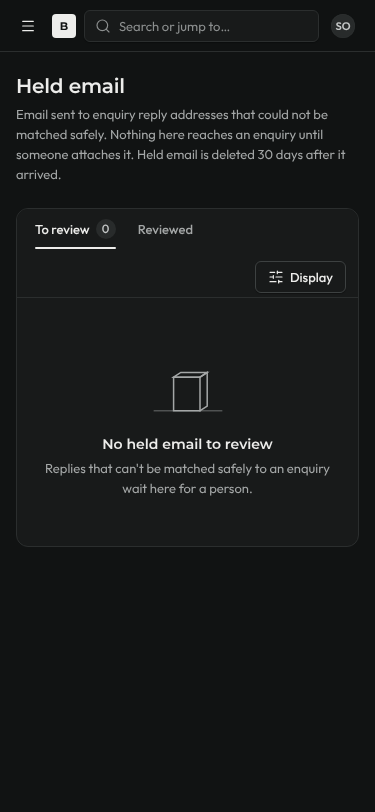 B
Search or jump to...
SO
Held email
Email sent to enquiry reply addresses that could not be
matched safely. Nothing here reaches an enquiry until
someone attaches it. Held email is deleted 30 days after it
arrived.
To review 0 Reviewed
Display
No held email to review
Replies that can't be matched safely to an enquiry
wait here for a person.